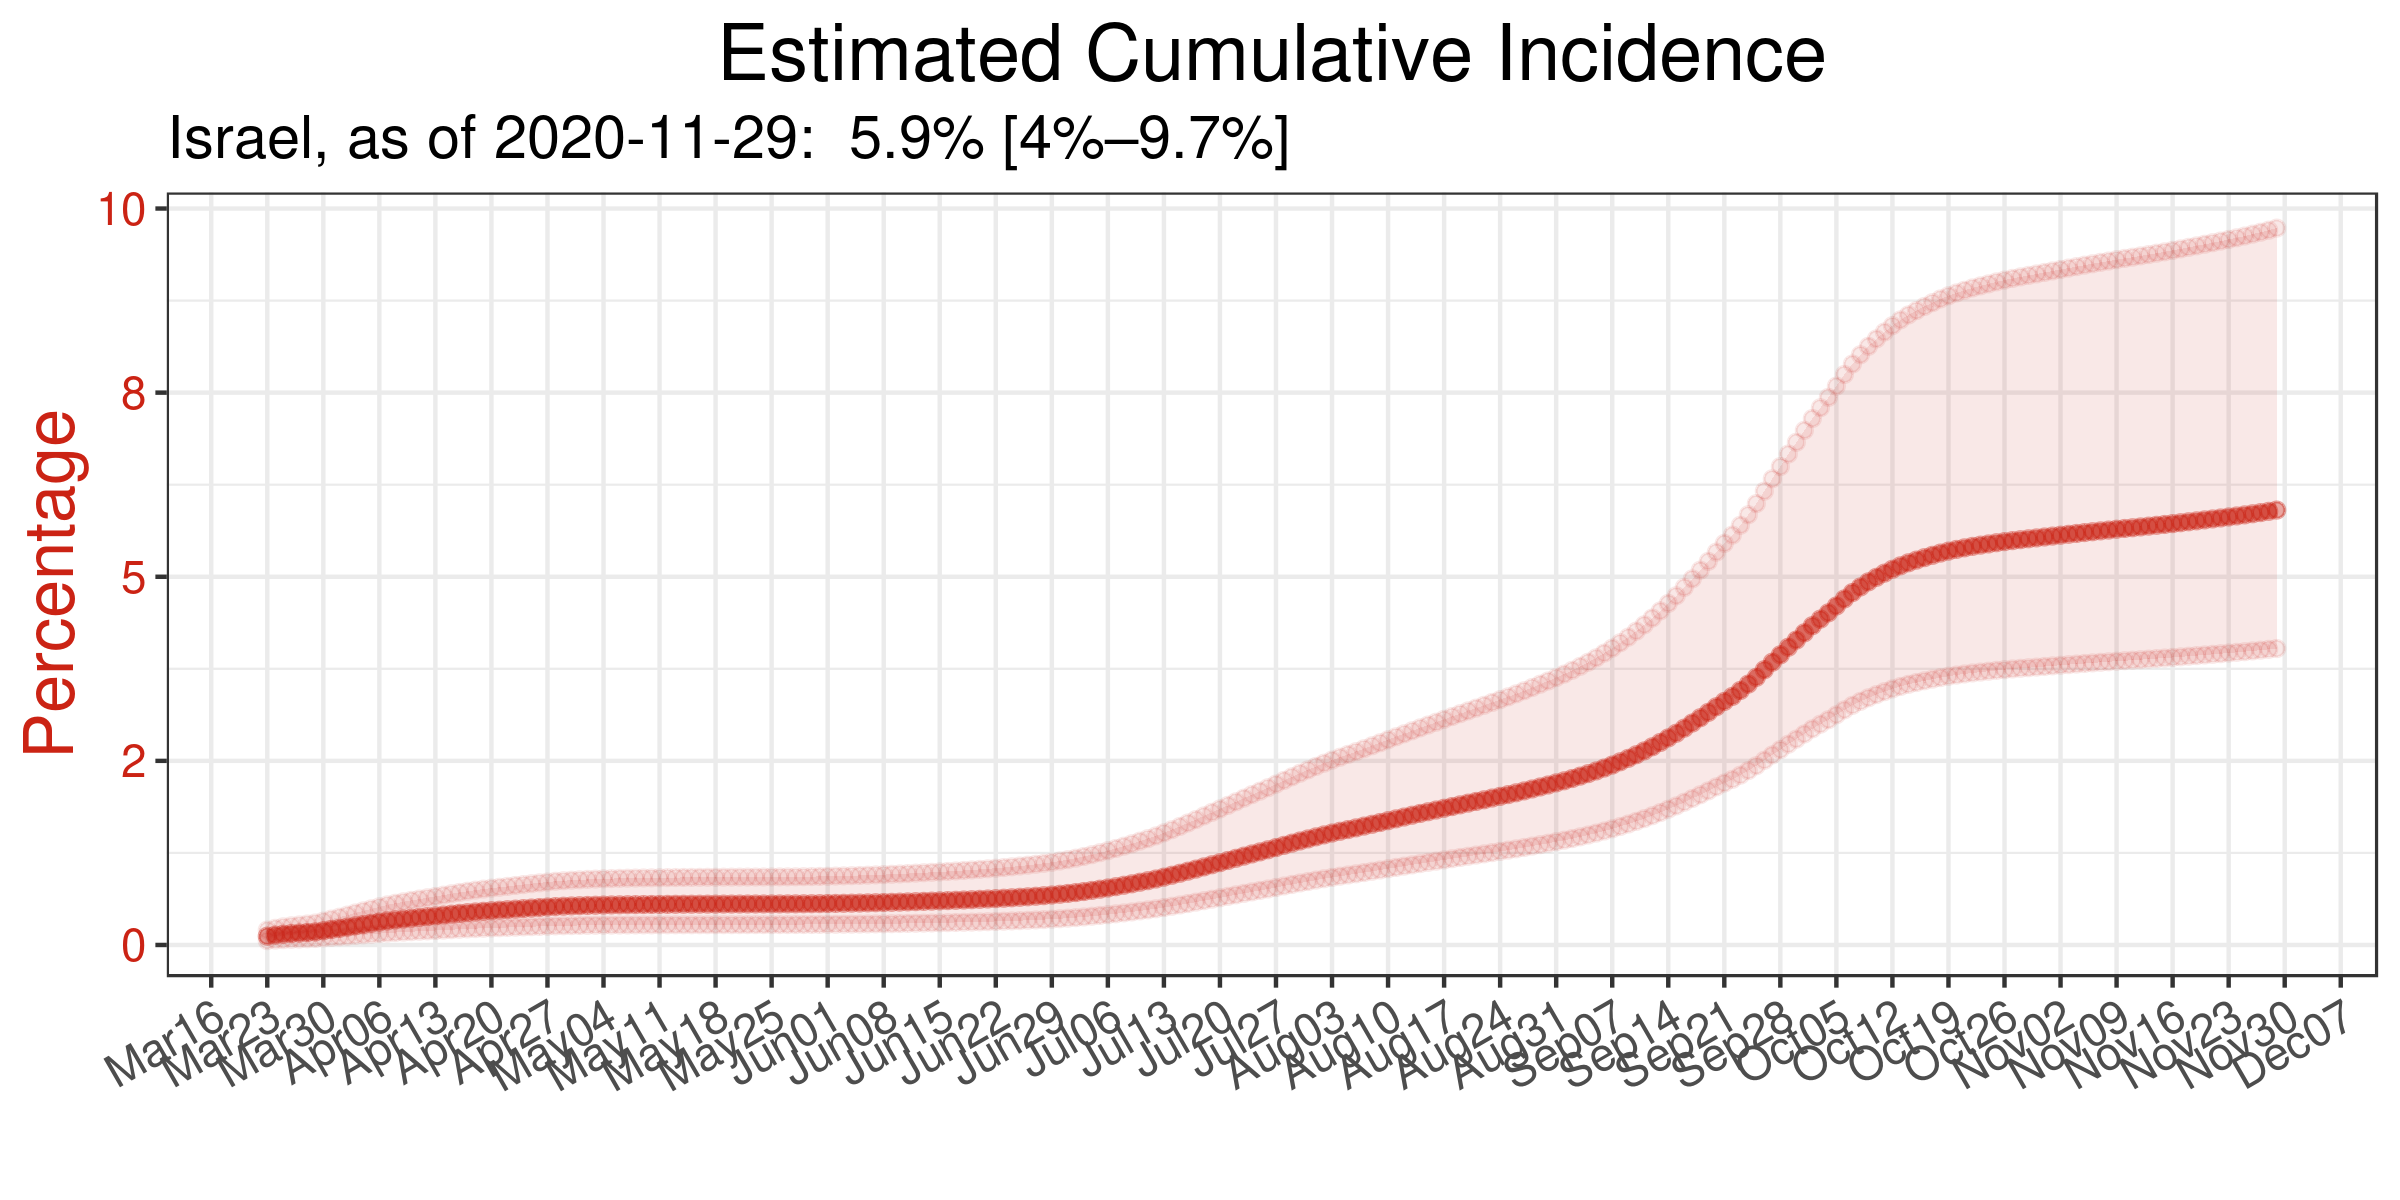 Estimated Cumulative Incidence
Israel, as of 2020-11-29:  5.9% [4%–9.7%]
Percentage
10
8
5
2
0
Mar16
Mar23
Mar30
Apr06
Apr13
Apr20
Apr27
May04
May11
May18
May25
Jun01
Jun08
Jun15
Jun22
Jun29
Jul06
Jul13
Jul20
Jul27
Aug03
Aug10
Aug17
Aug24
Aug31
Sep07
Sep14
Sep21
Sep28
Oct05
Oct12
Oct19
Oct26
Nov02
Nov09
Nov16
Nov23
Nov30
Dec07